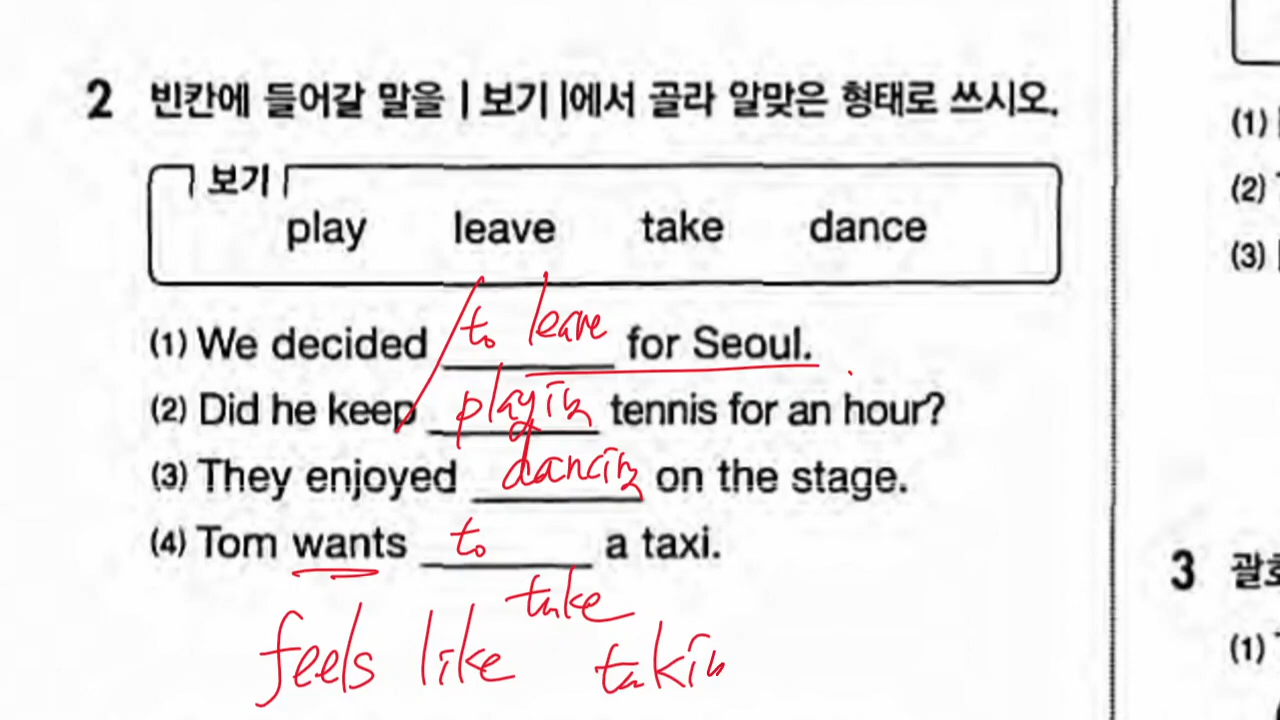 2 빈칸에 들어갈 말을 | 보기 |에서 골라 알맞은 형태로 쓰시오.
보기
play leave take dance
(1) We decided to leave for Seoul.
(2) Did he keep playing tennis for an hour?
(3) They enjoyed dancing on the stage.
(4) Tom wants to a taxi.
take
feels like takin
(1)
(2)
(3)
3
(1)